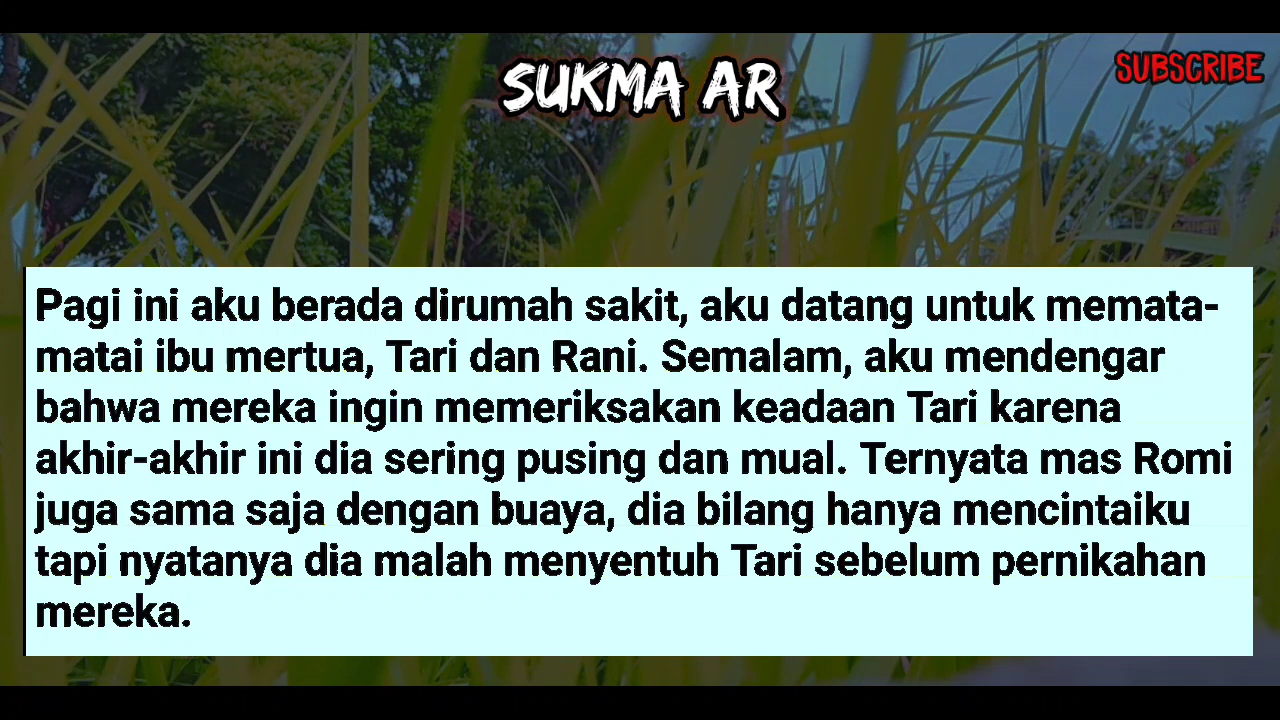 SUKMA AR
SUBSCRIBE
Pagi ini aku berada dirumah sakit, aku datang untuk memata-
matai ibu mertua, Tari dan Rani. Semalam, aku mendengar
bahwa mereka ingin memeriksakan keadaan Tari karena
akhir-akhir ini dia sering pusing dan mual. Ternyata mas Romi
juga sama saja dengan buaya, dia bilang hanya mencintaiku
tapi nyatanya dia malah menyentuh Tari sebelum pernikahan
mereka.